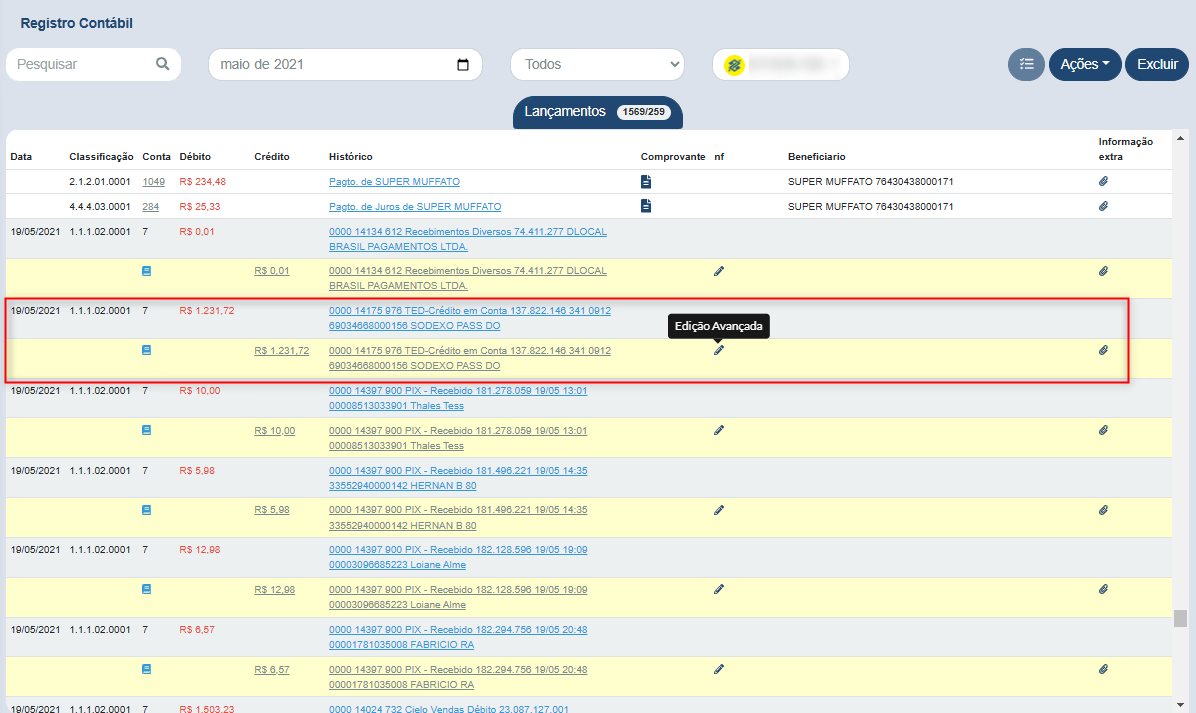 Registro Contábil
Pesquisar maio de 2021 Todos Ações Excluir
Lançamentos 1569/259
Data Classificação Conta Débito Crédito Histórico Comprovante nf Beneficiario Informação extra
2.1.2.01.0001 1049 R$ 234,48 Pagto. de SUPER MUFFATO SUPER MUFFATO 76430438000171
4.4.4.03.0001 284 R$ 25,33 Pagto. de Juros de SUPER MUFFATO SUPER MUFFATO 76430438000171
19/05/2021 1.1.1.02.0001 7 R$ 0,01 0000 14134 612 Recebimentos Diversos 74.411.277 DLOCAL
BRASIL PAGAMENTOS LTDA.
R$ 0,01 0000 14134 612 Recebimentos Diversos 74.411.277 DLOCAL
BRASIL PAGAMENTOS LTDA.
19/05/2021 1.1.1.02.0001 7 R$ 1.231,72 0000 14175 976 TED-Crédito em Conta 137.822.146 341 0912
69034668000156 SODEXO PASS DO
Edição Avançada
R$ 1.231,72 0000 14175 976 TED-Crédito em Conta 137.822.146 341 0912
69034668000156 SODEXO PASS DO
19/05/2021 1.1.1.02.0001 7 R$ 10,00 0000 14397 900 PIX - Recebido 181.278.059 19/05 13:01
00008513033901 Thales Tess
R$ 10,00 0000 14397 900 PIX - Recebido 181.278.059 19/05 13:01
00008513033901 Thales Tess
19/05/2021 1.1.1.02.0001 7 R$ 5,98 0000 14397 900 PIX - Recebido 181.496.221 19/05 14:35
33552940000142 HERNAN B 80
R$ 5,98 0000 14397 900 PIX - Recebido 181.496.221 19/05 14:35
33552940000142 HERNAN B 80
19/05/2021 1.1.1.02.0001 7 R$ 12,98 0000 14397 900 PIX - Recebido 182.128.596 19/05 19:09
00003096685223 Loiane Alme
R$ 12,98 0000 14397 900 PIX - Recebido 182.128.596 19/05 19:09
00003096685223 Loiane Alme
19/05/2021 1.1.1.02.0001 7 R$ 6,57 0000 14397 900 PIX - Recebido 182.294.756 19/05 20:48
00001781035008 FABRICIO RA
R$ 6,57 0000 14397 900 PIX - Recebido 182.294.756 19/05 20:48
00001781035008 FABRICIO RA
19/05/2021 1.1.1.02.0001 7 R$ 1.503,23 0000 14024 732 Cielo Vendas Débito 23.087.127.001